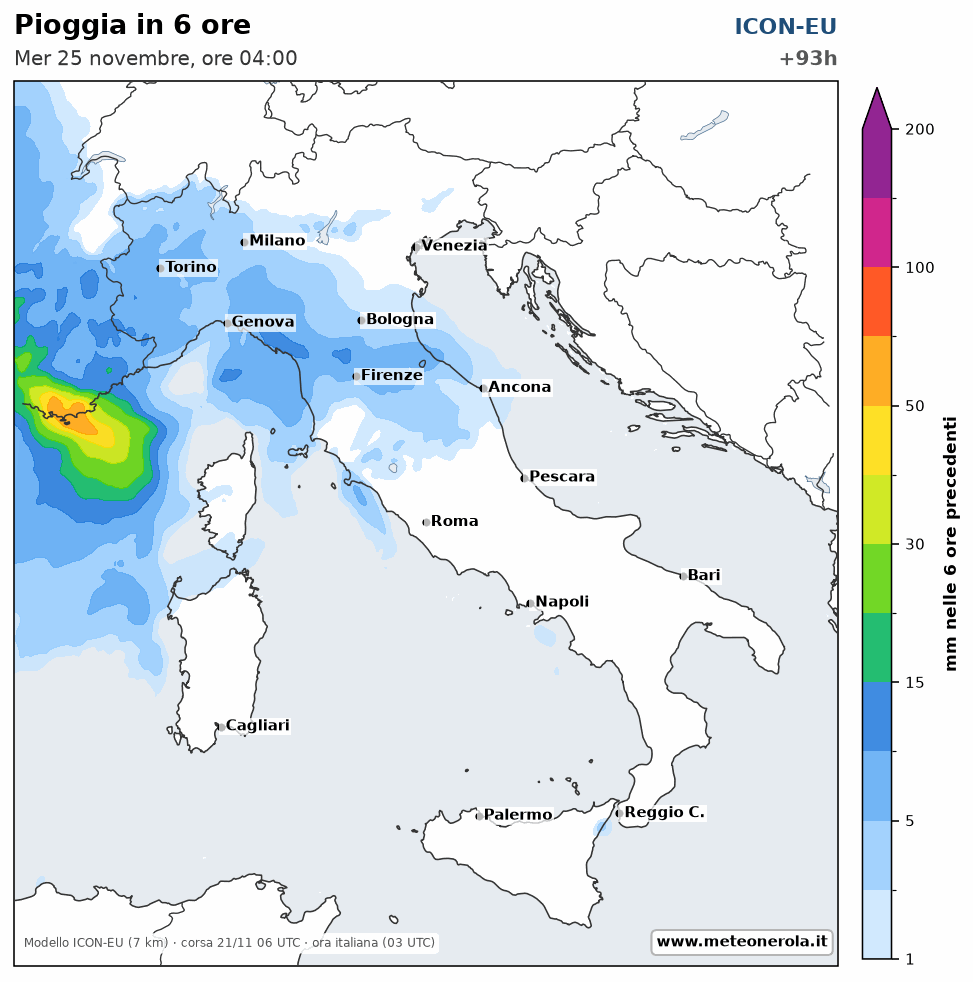 Pioggia in 6 ore
ICON-EU
Mer 25 novembre, ore 04:00
+93h
200
100
50
30
15
5
1
mm nelle 6 ore precedenti
Milano
Venezia
Torino
Genova
Bologna
Firenze
Ancona
Pescara
Roma
Bari
Napoli
Cagliari
Palermo
Reggio C.
Modello ICON-EU (7 km) · corsa 21/11 06 UTC · ora italiana (03 UTC)
www.meteonerola.it